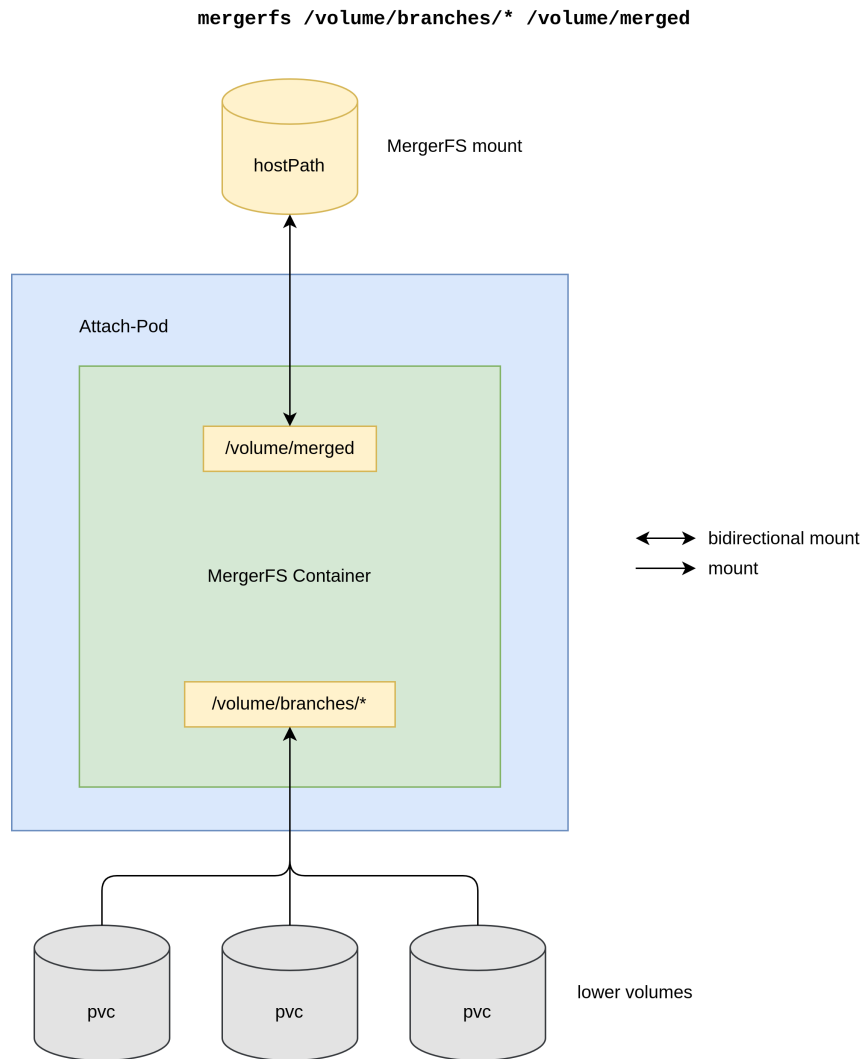 mergerfs /volume/branches/* /volume/merged
hostPath
MergerFS mount
Attach-Pod
/volume/merged
MergerFS Container
bidirectional mount
mount
/volume/branches/*
pvc
pvc
pvc
lower volumes